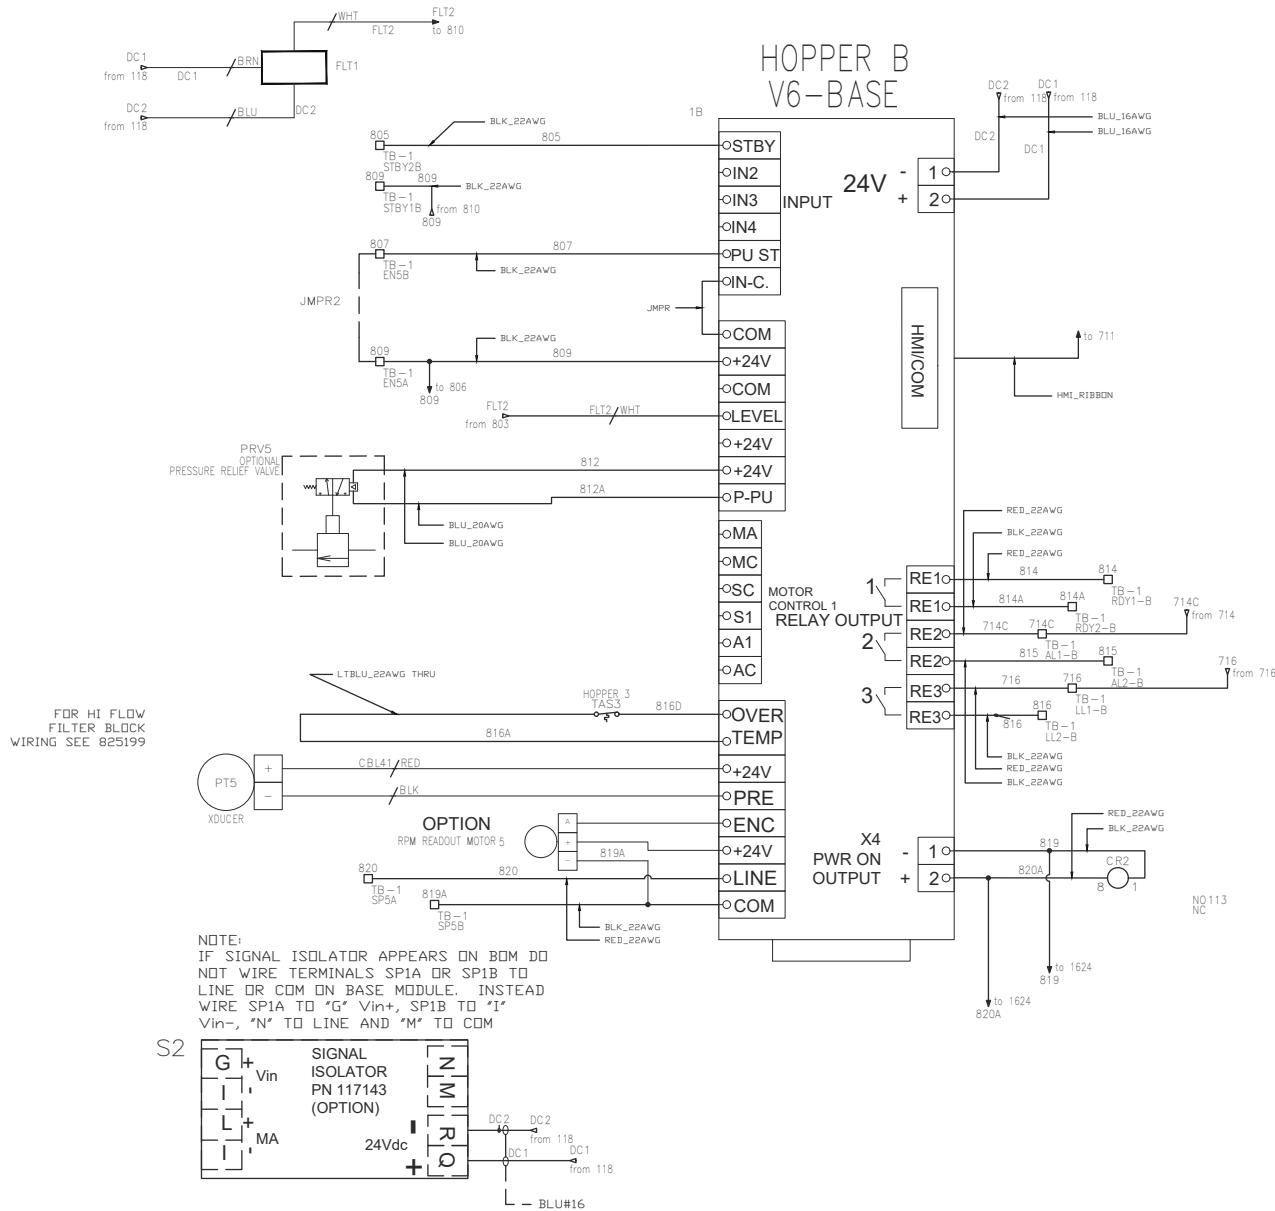 WHT
FLT2
FLT2
to 810
DC1
from 118
DC1
BRN
FLT1
DC2
from 118
BLU
DC2
HOPPER B
V6-BASE
1B
DC2
from 118
DC1
from 118
BLU_16AWG
BLU_16AWG
DC2
DC1
BLK_22AWG
805
805
TB-1
STBY2B
STBY
IN2
IN3
IN4
PU ST
IN-C.
INPUT
24V
-
+
1
2
809
809
BLK_22AWG
TB-1
STBY1B
from 810
809
807
807
TB-1
EN5B
BLK_22AWG
JMPR2
JMPR
BLK_22AWG
809
809
TB-1
EN5A
to 806
809
COM
+24V
COM
LEVEL
+24V
+24V
P-PU
HMI/COM
to 711
HMI_RIBBON
FLT2
from 803
FLT2
WHT
PRV5
OPTIONAL
PRESSURE RELIEF VALVE
812
812A
BLU_20AWG
BLU_20AWG
MA
MC
SC
S1
A1
AC
MOTOR
CONTROL 1
RELAY OUTPUT
1
2
3
RE1
RE1
RE2
RE2
RE3
RE3
RED_22AWG
BLK_22AWG
RED_22AWG
814
814
TB-1
RDY1-B
814A
814A
TB-1
RDY2-B
714C
714C
TB-1
AL1-B
714C
from 714
815
815
TB-1
AL2-B
716
716
TB-1
LL1-B
716
from 716
816
816
TB-1
LL2-B
BLK_22AWG
RED_22AWG
BLK_22AWG
LTBLU_22AWG THRU
HOPPER 3
TAS3
816D
816A
OVER
TEMP
FOR HI FLOW
FILTER BLOCK
WIRING SEE 825199
PT5
+
-
XDUCER
CBL41
RED
BLK
+24V
PRE
ENC
+24V
LINE
COM
OPTION
RPM READOUT MOTOR 5
A
+
-
819A
820
820
TB-1
SP5A
819A
TB-1
SP5B
BLK_22AWG
RED_22AWG
X4
PWR ON
OUTPUT
-
+
1
2
RED_22AWG
BLK_22AWG
819
820A
CR2
8
1
NO113
NC
to 1624
819
to 1624
820A
NOTE:
IF SIGNAL ISOLATOR APPEARS ON BOM DO
NOT WIRE TERMINALS SP1A OR SP1B TO
LINE OR COM ON BASE MODULE. INSTEAD
WIRE SP1A TO "G" Vin+, SP1B TO "I"
Vin-, "N" TO LINE AND "M" TO COM
S2
G
+
Vin
I
-
L
+
MA
I
-
SIGNAL
ISOLATOR
PN 117143
(OPTION)
N
M
24Vdc
-
+
R
Q
DC2
DC2
from 118
DC1
DC1
from 118
BLU#16